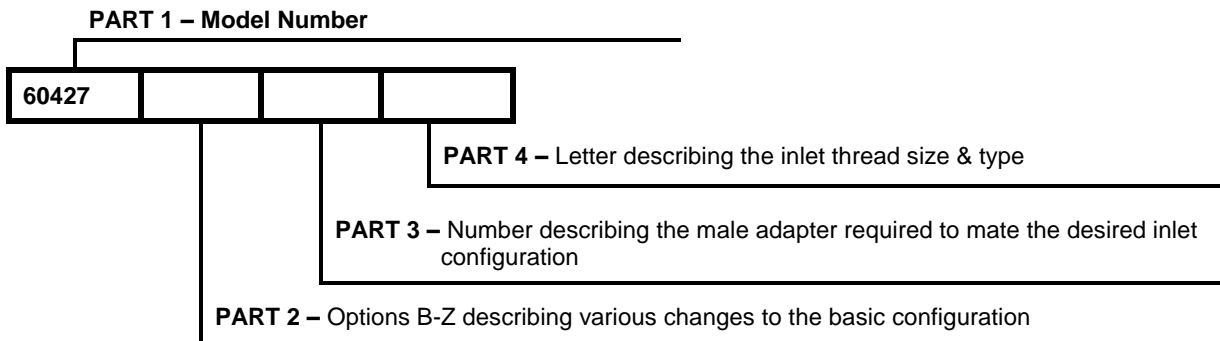 PART 1 – Model Number
60427
PART 4 – Letter describing the inlet thread size & type
PART 3 – Number describing the male adapter required to mate the desired inlet
configuration
PART 2 – Options B-Z describing various changes to the basic configuration